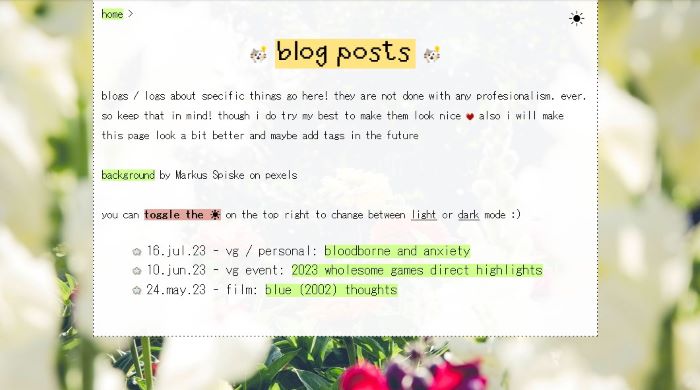 home >
blog posts
blogs / logs about specific things go here! they are not done with any profesionalism. ever.
so keep that in mind! though i do try my best to make them look nice ♥ also i will make
this page look a bit better and maybe add tags in the future
background by Markus Spiske on pexels
you can toggle the ☀ on the top right to change between light or dark mode :)
16.jul.23 - vg / personal: bloodborne and anxiety
10.jun.23 - vg event: 2023 wholesome games direct highlights
24.may.23 - film: blue (2002) thoughts